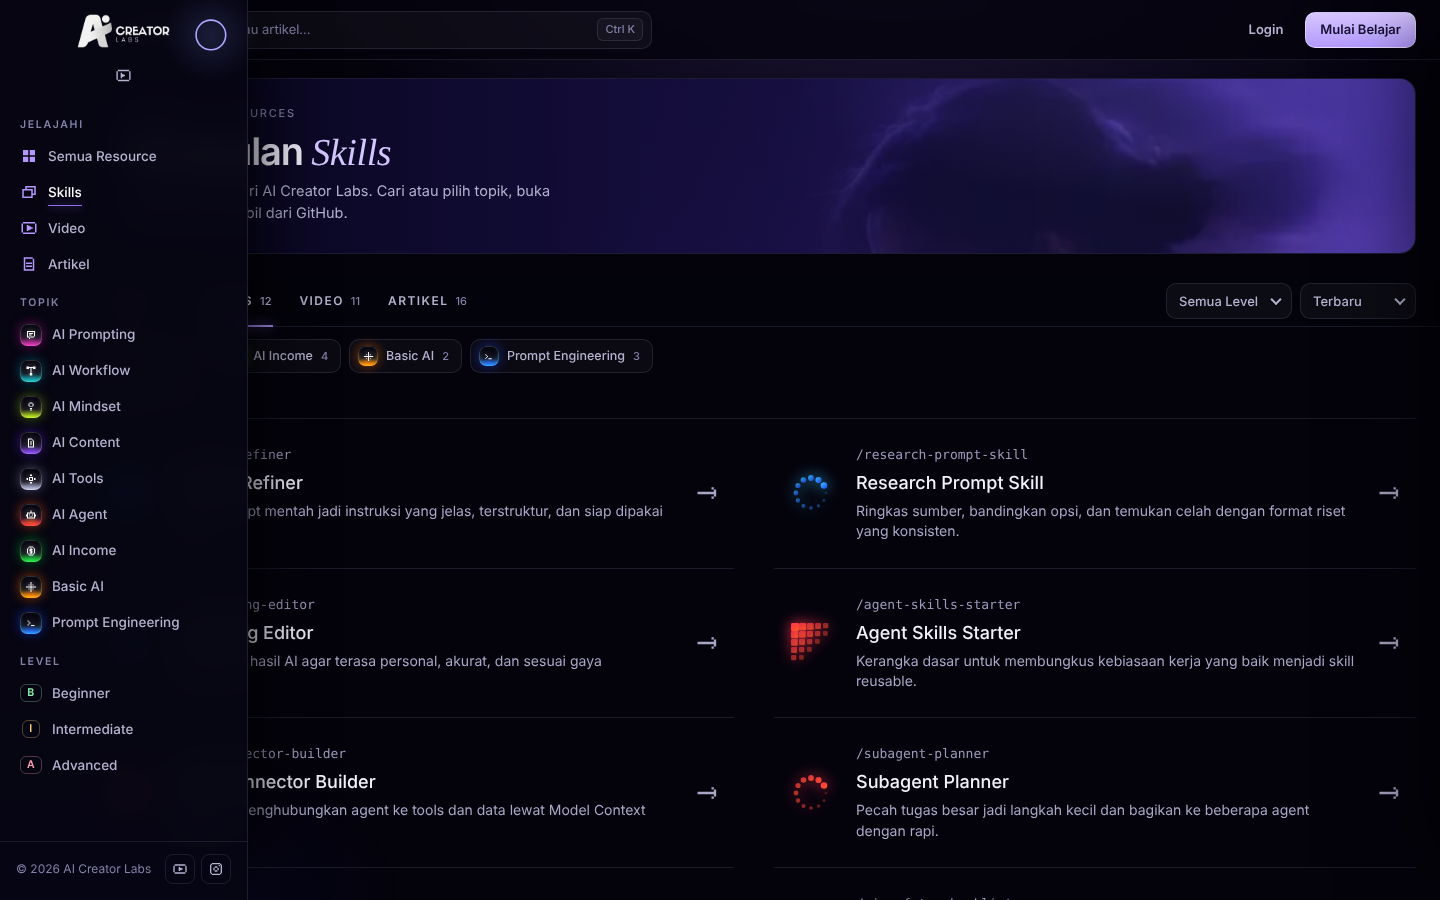 CREATOR
LABS
au artikel...
Ctrl K
Login
Mulai Belajar
JELAJAHI
Semua Resource
Skills
Video
Artikel
TOPIK
AI Prompting
AI Workflow
AI Mindset
AI Content
AI Tools
AI Agent
AI Income
Basic AI
Prompt Engineering
LEVEL
B Beginner
I Intermediate
A Advanced
© 2026 AI Creator Labs
URCES
lan Skills
ri AI Creator Labs. Cari atau pilih topik, buka
bil dari GitHub.
S 12
VIDEO 11
ARTIKEL 16
Semua Level
Terbaru
AI Income 4
Basic AI 2
Prompt Engineering 3
efiner
Refiner
pt mentah jadi instruksi yang jelas, terstruktur, dan siap dipakai
/research-prompt-skill
Research Prompt Skill
Ringkas sumber, bandingkan opsi, dan temukan celah dengan format riset
yang konsisten.
ng-editor
g Editor
hasil AI agar terasa personal, akurat, dan sesuai gaya
/agent-skills-starter
Agent Skills Starter
Kerangka dasar untuk membungkus kebiasaan kerja yang baik menjadi skill
reusable.
ector-builder
nnector Builder
enghubungkan agent ke tools dan data lewat Model Context
/subagent-planner
Subagent Planner
Pecah tugas besar jadi langkah kecil dan bagikan ke beberapa agent
dengan rapi.